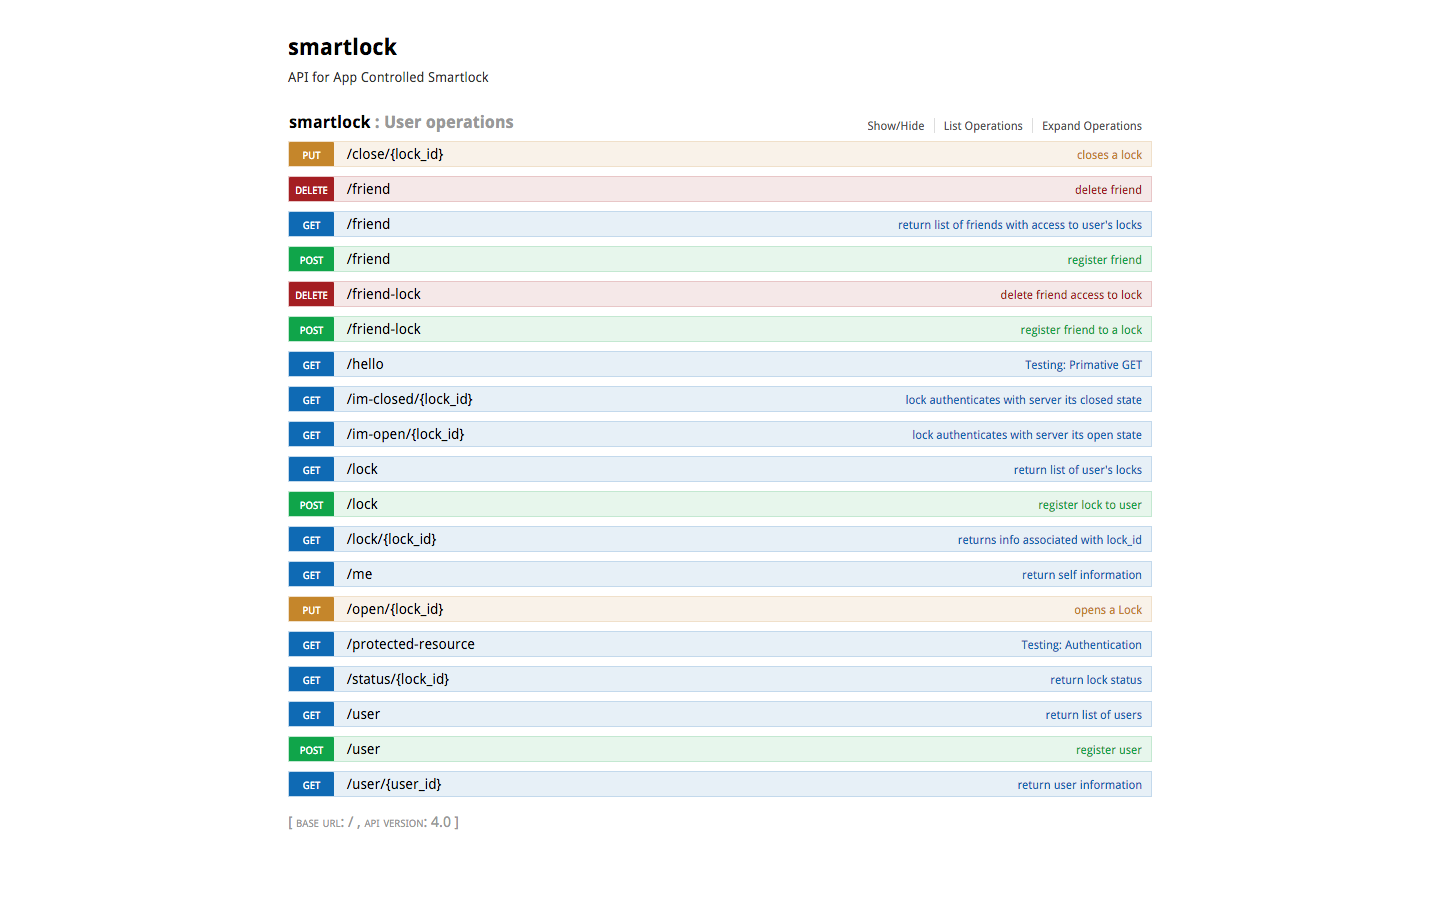 smartlock
API for App Controlled Smartlock
smartlock : User operations Show/Hide List Operations Expand Operations
PUT /close/{lock_id} closes a lock
DELETE /friend delete friend
GET /friend return list of friends with access to user's locks
POST /friend register friend
DELETE /friend-lock delete friend access to lock
POST /friend-lock register friend to a lock
GET /hello Testing: Primative GET
GET /im-closed/{lock_id} lock authenticates with server its closed state
GET /im-open/{lock_id} lock authenticates with server its open state
GET /lock return list of user's locks
POST /lock register lock to user
GET /lock/{lock_id} returns info associated with lock_id
GET /me return self information
PUT /open/{lock_id} opens a Lock
GET /protected-resource Testing: Authentication
GET /status/{lock_id} return lock status
GET /user return list of users
POST /user register user
GET /user/{user_id} return user information
[ BASE URL: / , API VERSION: 4.0 ]